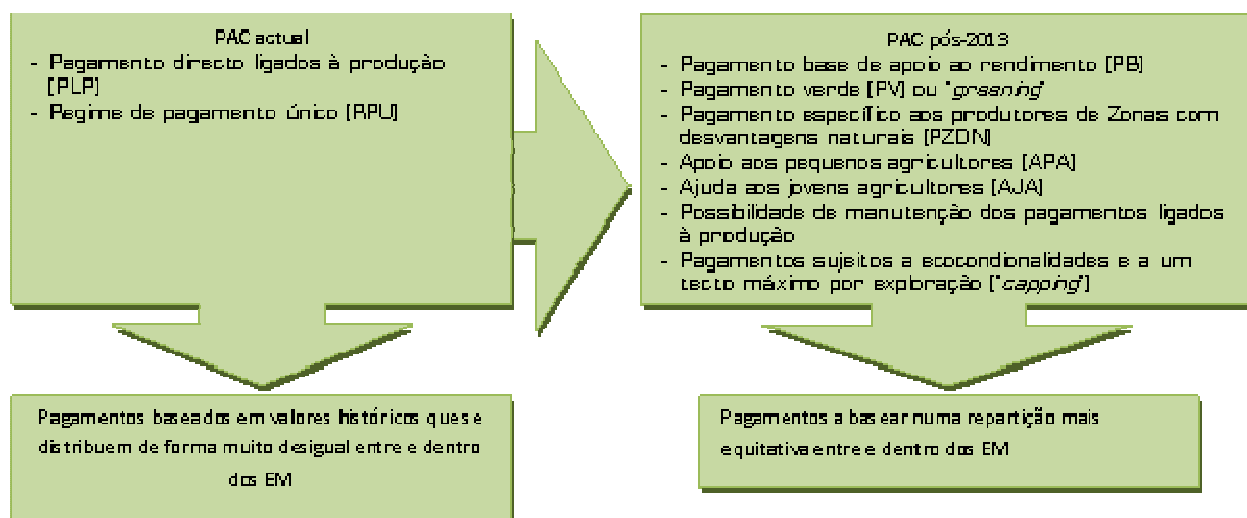 PAC actual
- Pagamento directo ligados à produção
[PLP]
- Regime de pagamento único [RPU]
PAC pós-2013
- Pagamento base de apoio ao rendimento [PB]
- Pagamento verde [PV] ou "greening"
- Pagamento específico aos produtores de Zonas com
desvantagens naturais [PZDN]
- Apoio aos pequenos agricultores [APA]
- Ajuda aos jovens agricultores [AJA]
- Possibilidade de manutenção dos pagamentos ligados
à produção
- Pagamentos sujeitos a ecocondionalidades e a um
tecto máximo por exploração ["capping"]
Pagamentos baseados em valores históricos que se
distribuem de forma muito desigual entre e dentro
dos EM
Pagamentos a basear numa repartição mais
equitativa entre e dentro dos EM